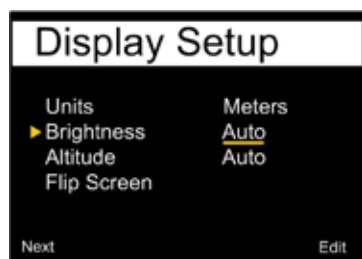 Display Setup
Units Meters
Brightness Auto
Altitude Auto
Flip Screen
Next Edit